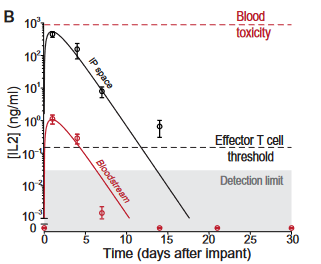 B
Blood
toxicity
10³
10²
10¹
10⁰
10⁻¹
10⁻²
10⁻³
0
[IL2] (ng/ml)
IP space
Bloodstream
Effector T cell
threshold
Detection limit
0 5 10 15 20 25 30
Time (days after impant)